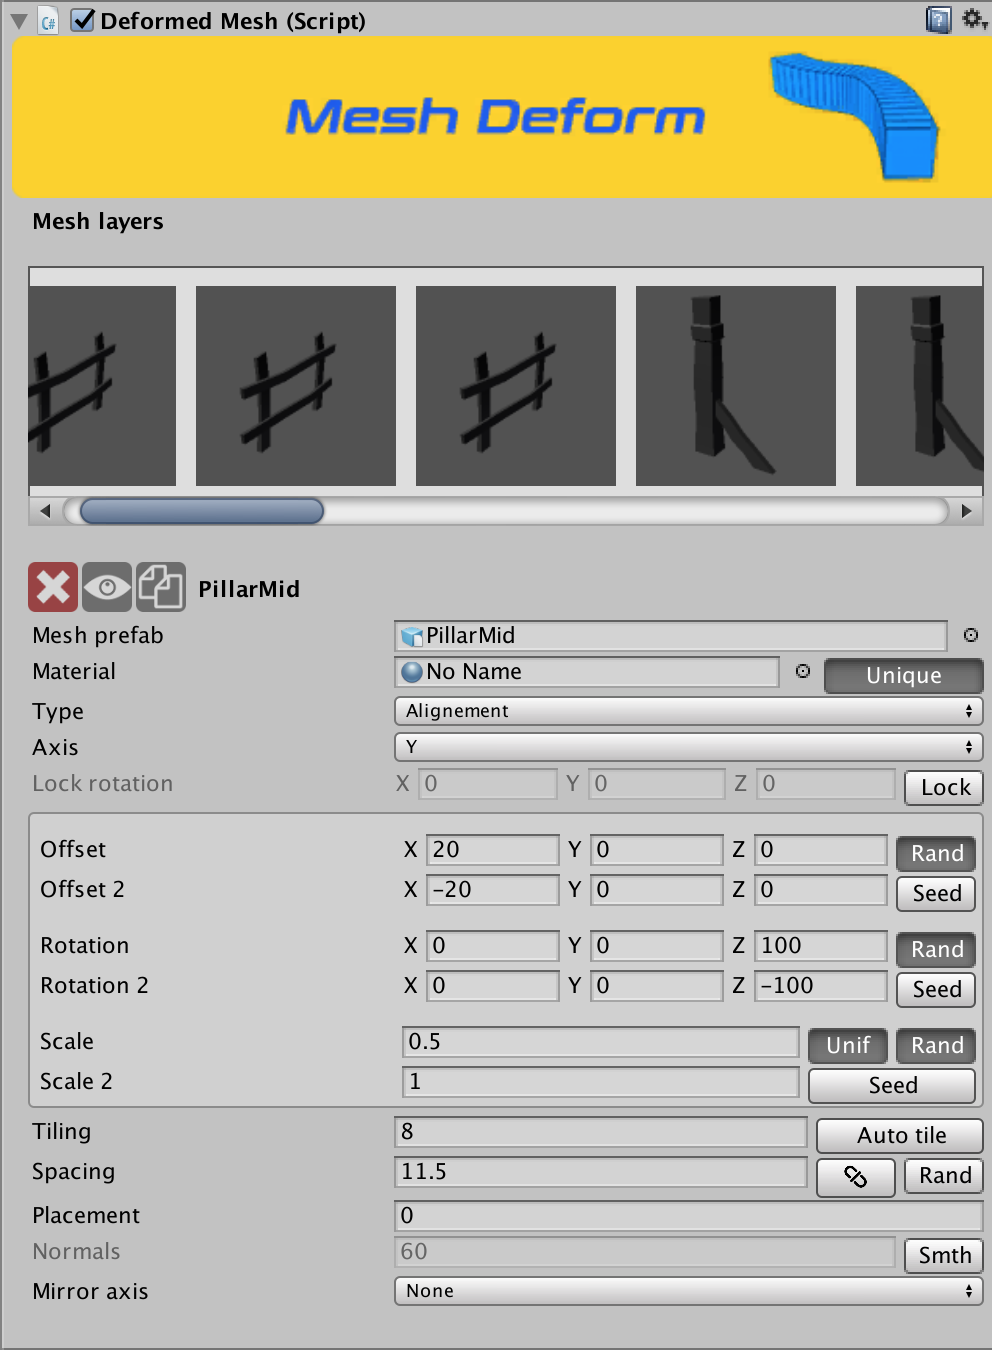 Deformed Mesh (Script)
Mesh Deform
Mesh layers
PillarMid
Mesh prefab PillarMid
Material No Name Unique
Type Alignement
Axis Y
Lock rotation X 0 Y 0 Z 0 Lock
Offset X 20 Y 0 Z 0 Rand
Offset 2 X -20 Y 0 Z 0 Seed
Rotation X 0 Y 0 Z 100 Rand
Rotation 2 X 0 Y 0 Z -100 Seed
Scale 0.5 Unif Rand
Scale 2 1 Seed
Tiling 8 Auto tile
Spacing 11.5 Rand
Placement 0
Normals 60 Smth
Mirror axis None